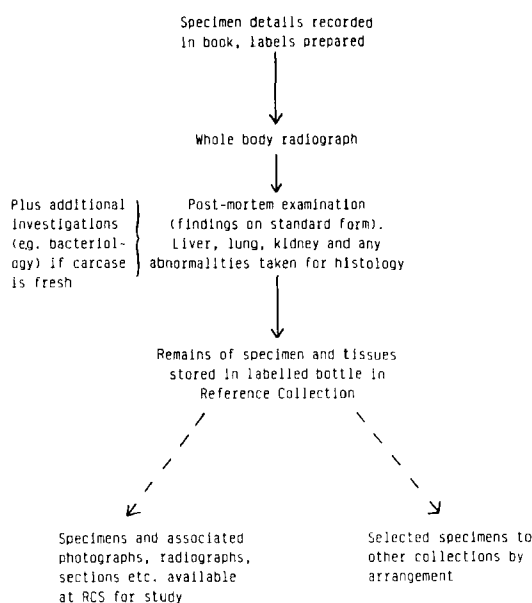 Specimen details recorded
in book, labels prepared
Whole body radiograph
Plus additional
investigations
(e.g. bacteriol-
ogy) if carcase
is fresh
Post-mortem examination
(findings on standard form).
Liver, lung, kidney and any
abnormalities taken for histology
Remains of specimen and tissues
stored in labelled bottle in
Reference Collection
Specimens and associated
photographs, radiographs,
sections etc. available
at RCS for study
Selected specimens to
other collections by
arrangement